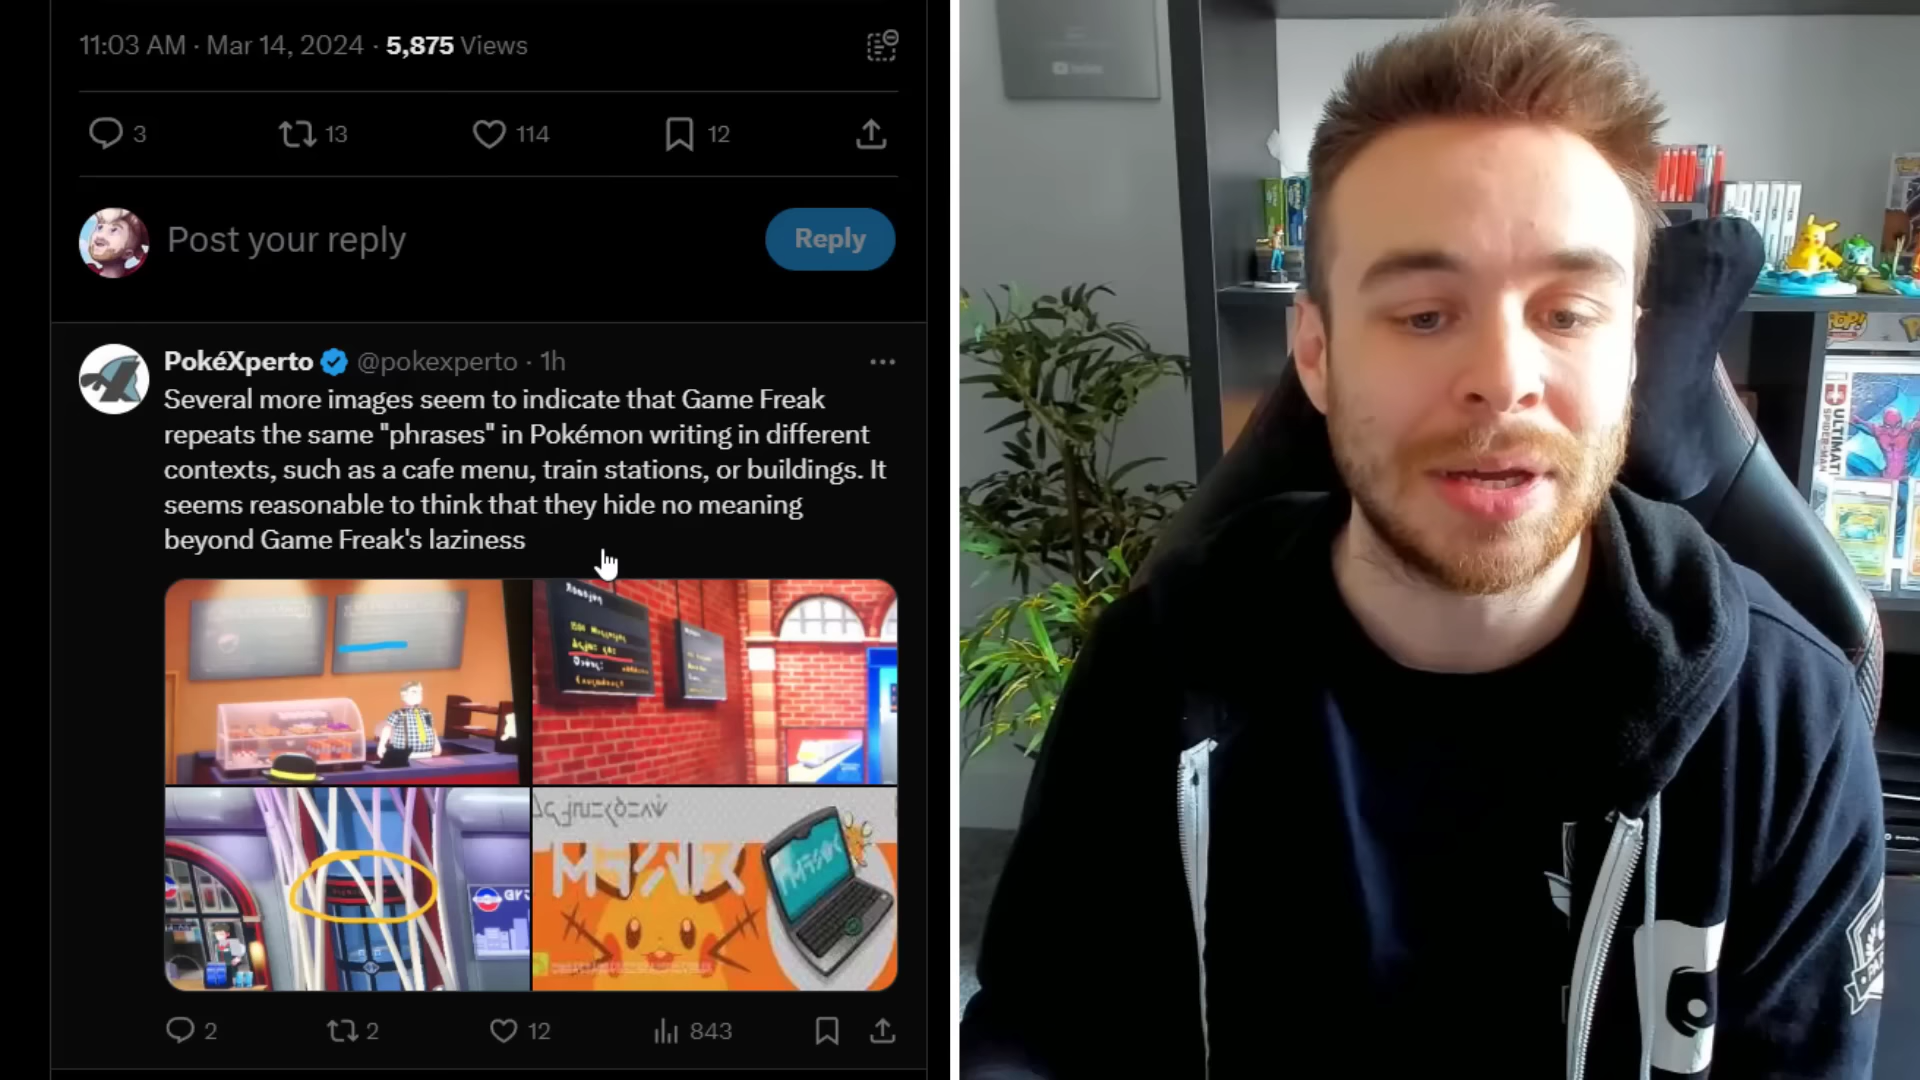 11:03 AM · Mar 14, 2024 · 5,875 Views
3 13 114 12
Post your reply
Reply
PokéXperto @pokexperto · 1h
Several more images seem to indicate that Game Freak
repeats the same "phrases" in Pokémon writing in different
contexts, such as a cafe menu, train stations, or buildings. It
seems reasonable to think that they hide no meaning
beyond Game Freak's laziness
2 2 12 843
POP!
ULTIMAT
SPIDER-MAN